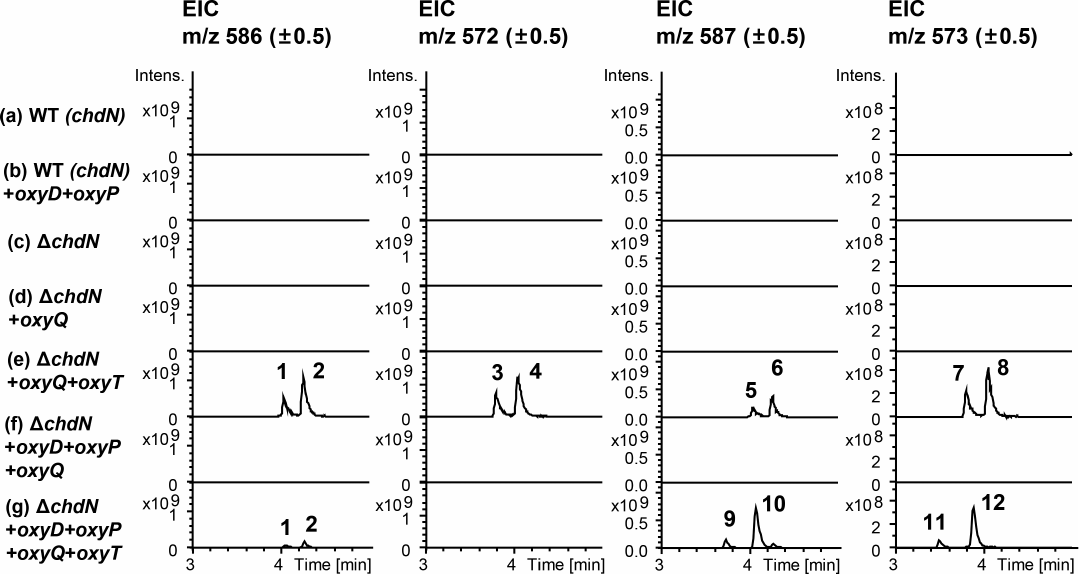 EIC EIC EIC EIC
m/z 586 (±0.5) m/z 572 (±0.5) m/z 587 (±0.5) m/z 573 (±0.5)
Intens. Intens. Intens. Intens.
(a) WT (chdN) x10^9 1 0 x10^9 1 0 x10^9 0.5 0.0 x10^8 2 0
(b) WT (chdN) x10^9 1 0 x10^9 1 0 x10^9 0.5 0.0 x10^8 2 0
+oxyD+oxyP
(c) ΔchdN x10^9 1 0 x10^9 1 0 x10^9 0.5 0.0 x10^8 2 0
(d) ΔchdN x10^9 1 0 x10^9 1 0 x10^9 0.5 0.0 x10^8 2 0
+oxyQ
(e) ΔchdN x10^9 1 0 1 2 x10^9 1 0 3 4 x10^9 0.5 0.0 5 6 x10^8 2 0 7 8
+oxyQ+oxyT
(f) ΔchdN x10^9 1 0 x10^9 1 0 x10^9 0.5 0.0 x10^8 2 0
+oxyD+oxyP
+oxyQ
(g) ΔchdN x10^9 1 0 1 2 x10^9 1 0 x10^9 0.5 0.0 9 10 x10^8 2 0 11 12
+oxyD+oxyP
+oxyQ+oxyT
3 4 Time [min] 3 4 Time [min] 3 4 Time [min] 3 4 Time [min]